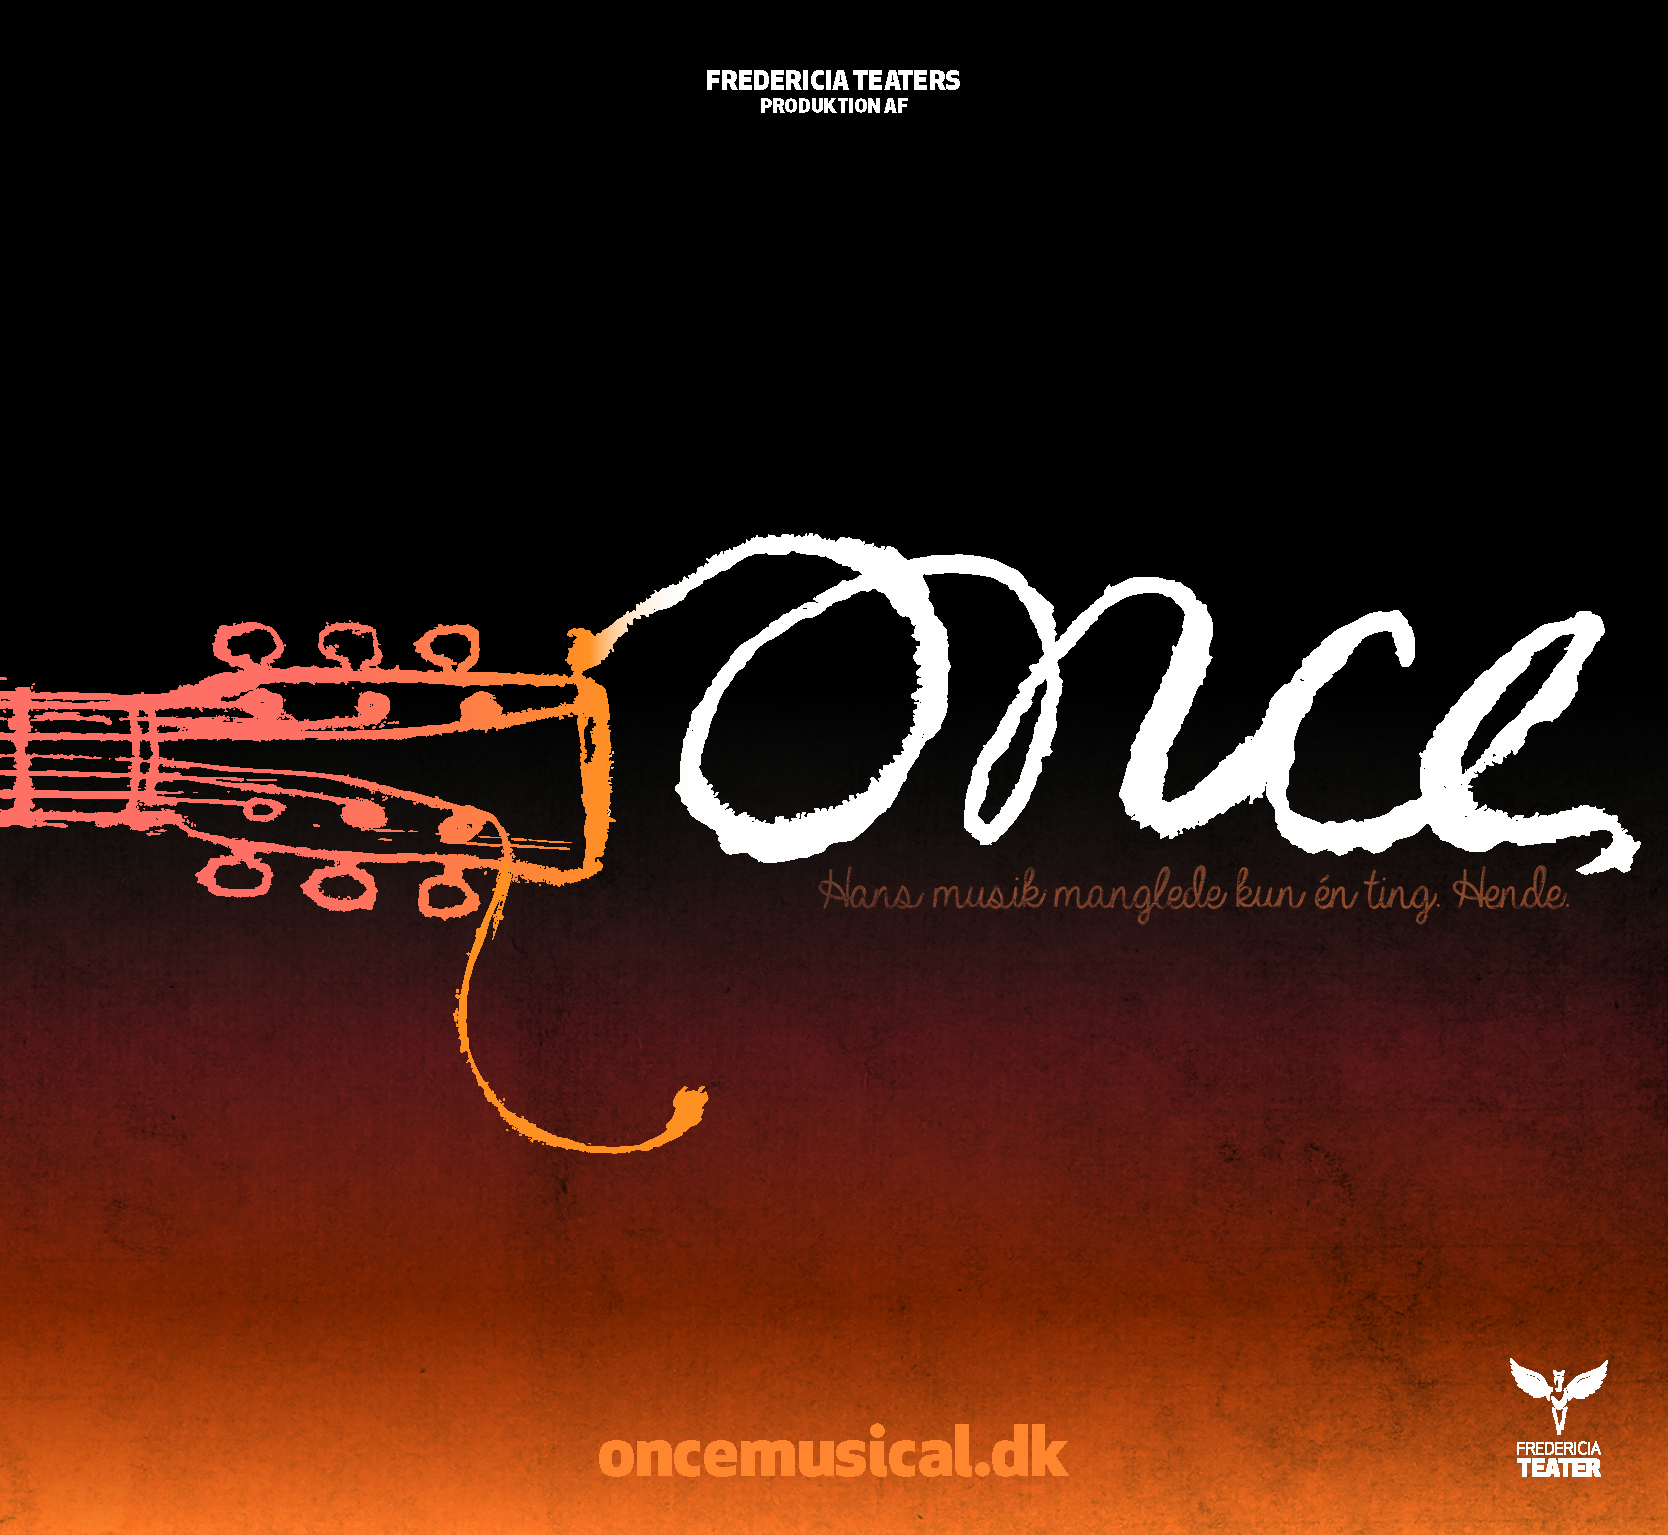 FREDERICIA TEATERS
PRODUKTION AF
once
Hans musik manglede kun én ting. Hende.
oncemusical.dk
FREDERICIA
TEATER